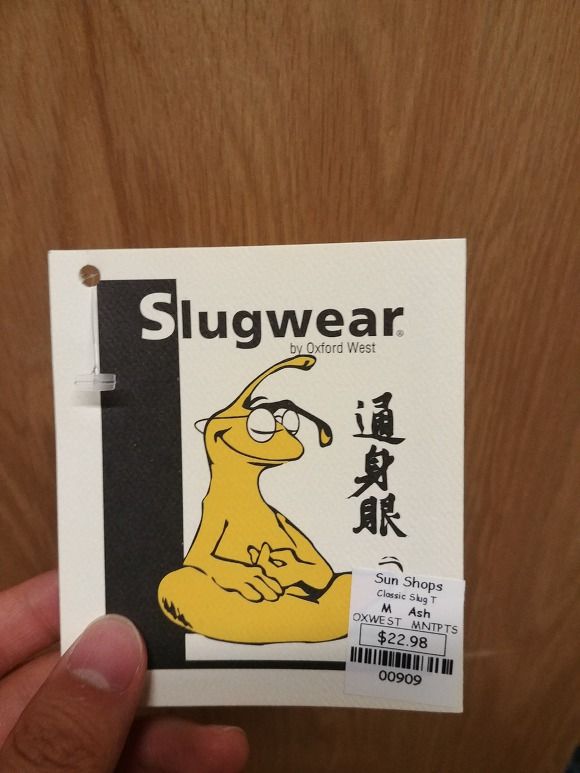 Slugwear®
by Oxford West
通身眼
Sun Shops
Classic Slug T
M Ash
OXWEST MNTPTS
$22.98
00909